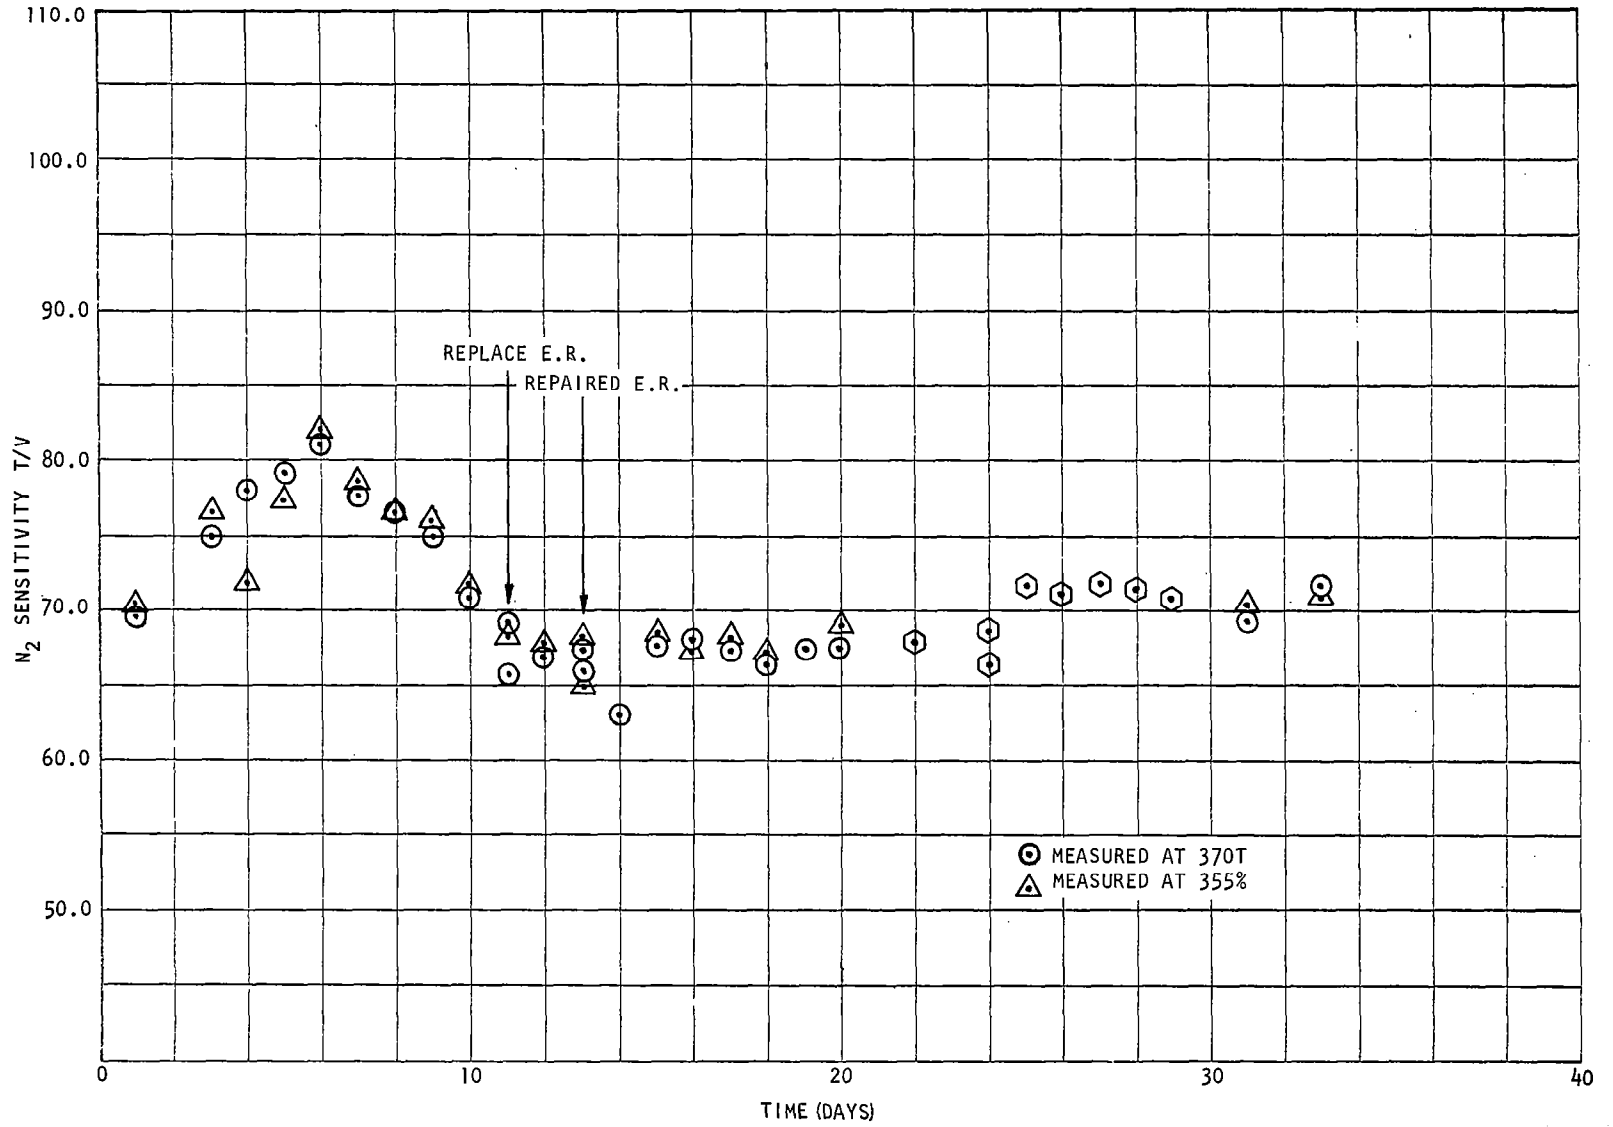 110.0
100.0
90.0
REPLACE E.R.
REPAIRED E.R.
80.0
70.0
60.0
50.0
N2 SENSITIVITY T/V
MEASURED AT 370T
MEASURED AT 355%
0 10 20 30 40
TIME (DAYS)